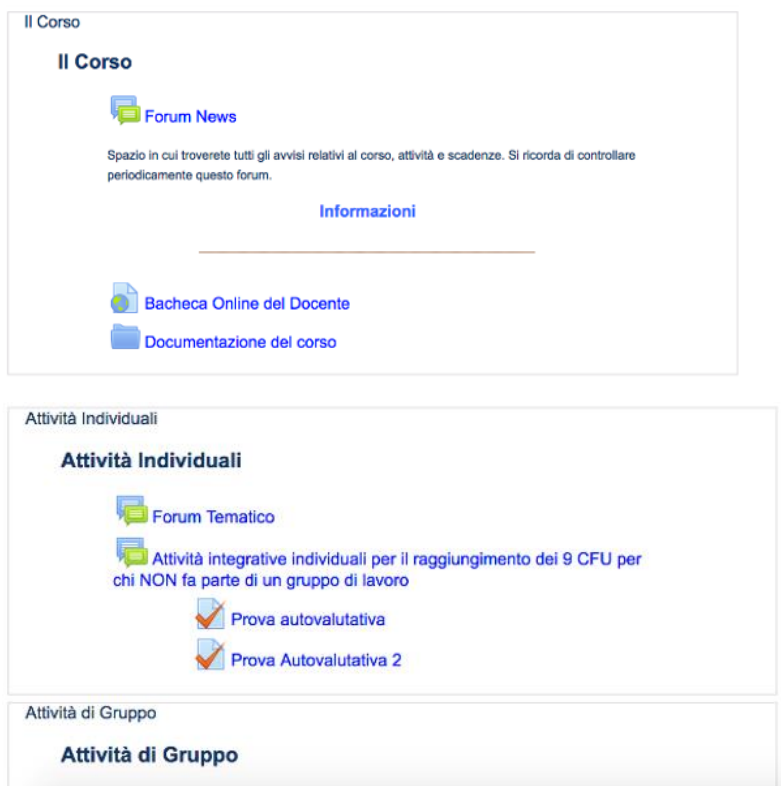 Il Corso
Il Corso
Forum News
Spazio in cui troverete tutti gli avvisi relativi al corso, attività e scadenze. Si ricorda di controllare
periodicamente questo forum.
Informazioni
Bacheca Online del Docente
Documentazione del corso
Attività Individuali
Attività Individuali
Forum Tematico
Attività integrative individuali per il raggiungimento dei 9 CFU per
chi NON fa parte di un gruppo di lavoro
Prova autovalutativa
Prova Autovalutativa 2
Attività di Gruppo
Attività di Gruppo